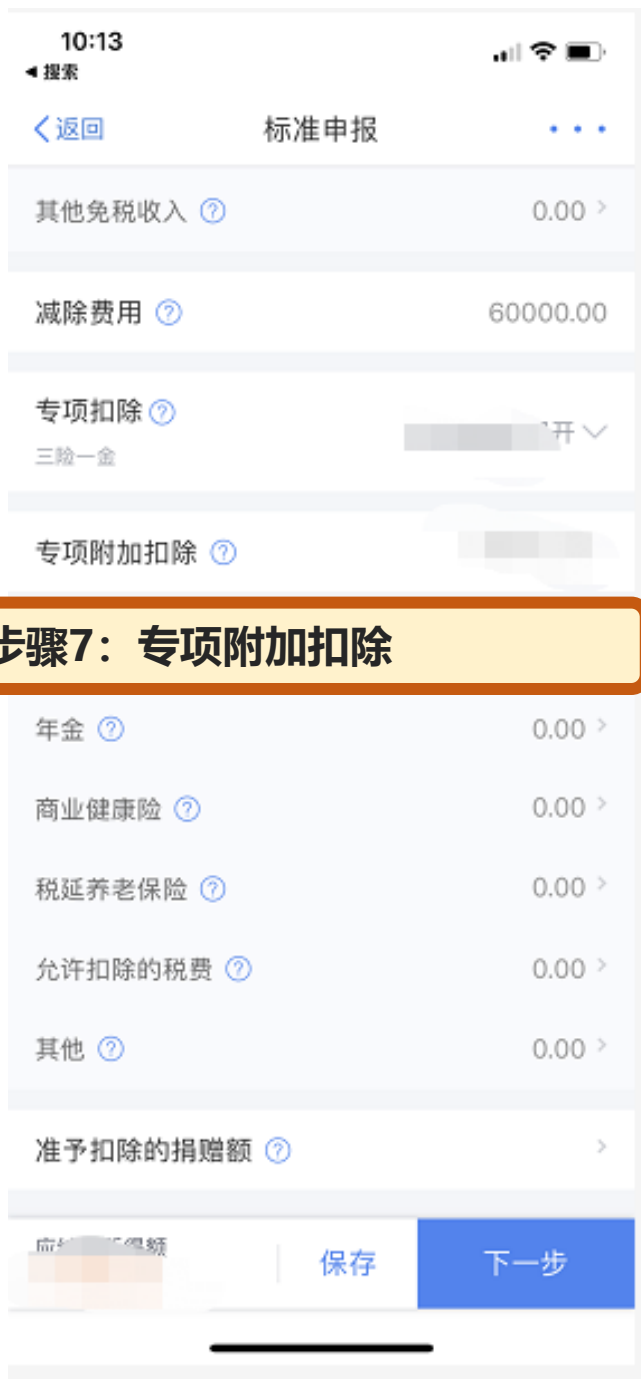 10:13
搜索
返回
标准申报
其他免税收入 ?
0.00
减除费用 ?
60000.00
专项扣除 ?
开
三险一金
专项附加扣除 ?
步骤7：专项附加扣除
年金 ?
0.00
商业健康险 ?
0.00
税延养老保险 ?
0.00
允许扣除的税费 ?
0.00
其他 ?
0.00
准予扣除的捐赠额 ?
保存
下一步